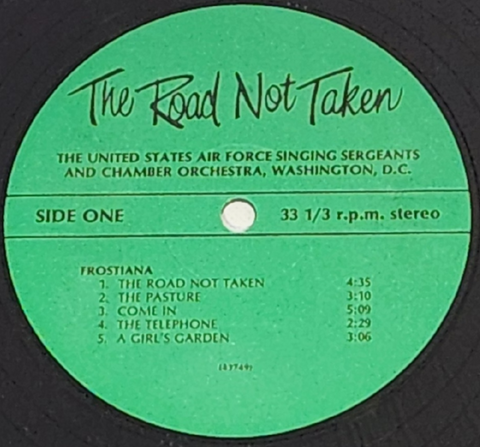 The Road Not Taken
THE UNITED STATES AIR FORCE SINGING SERGEANTS
AND CHAMBER ORCHESTRA, WASHINGTON, D.C.
SIDE ONE 33 1/3 r.p.m. stereo
FROSTIANA
1. THE ROAD NOT TAKEN 4:35
2. THE PASTURE 3:10
3. COME IN 5:09
4. THE TELEPHONE 2:29
5. A GIRL'S GARDEN 3:06